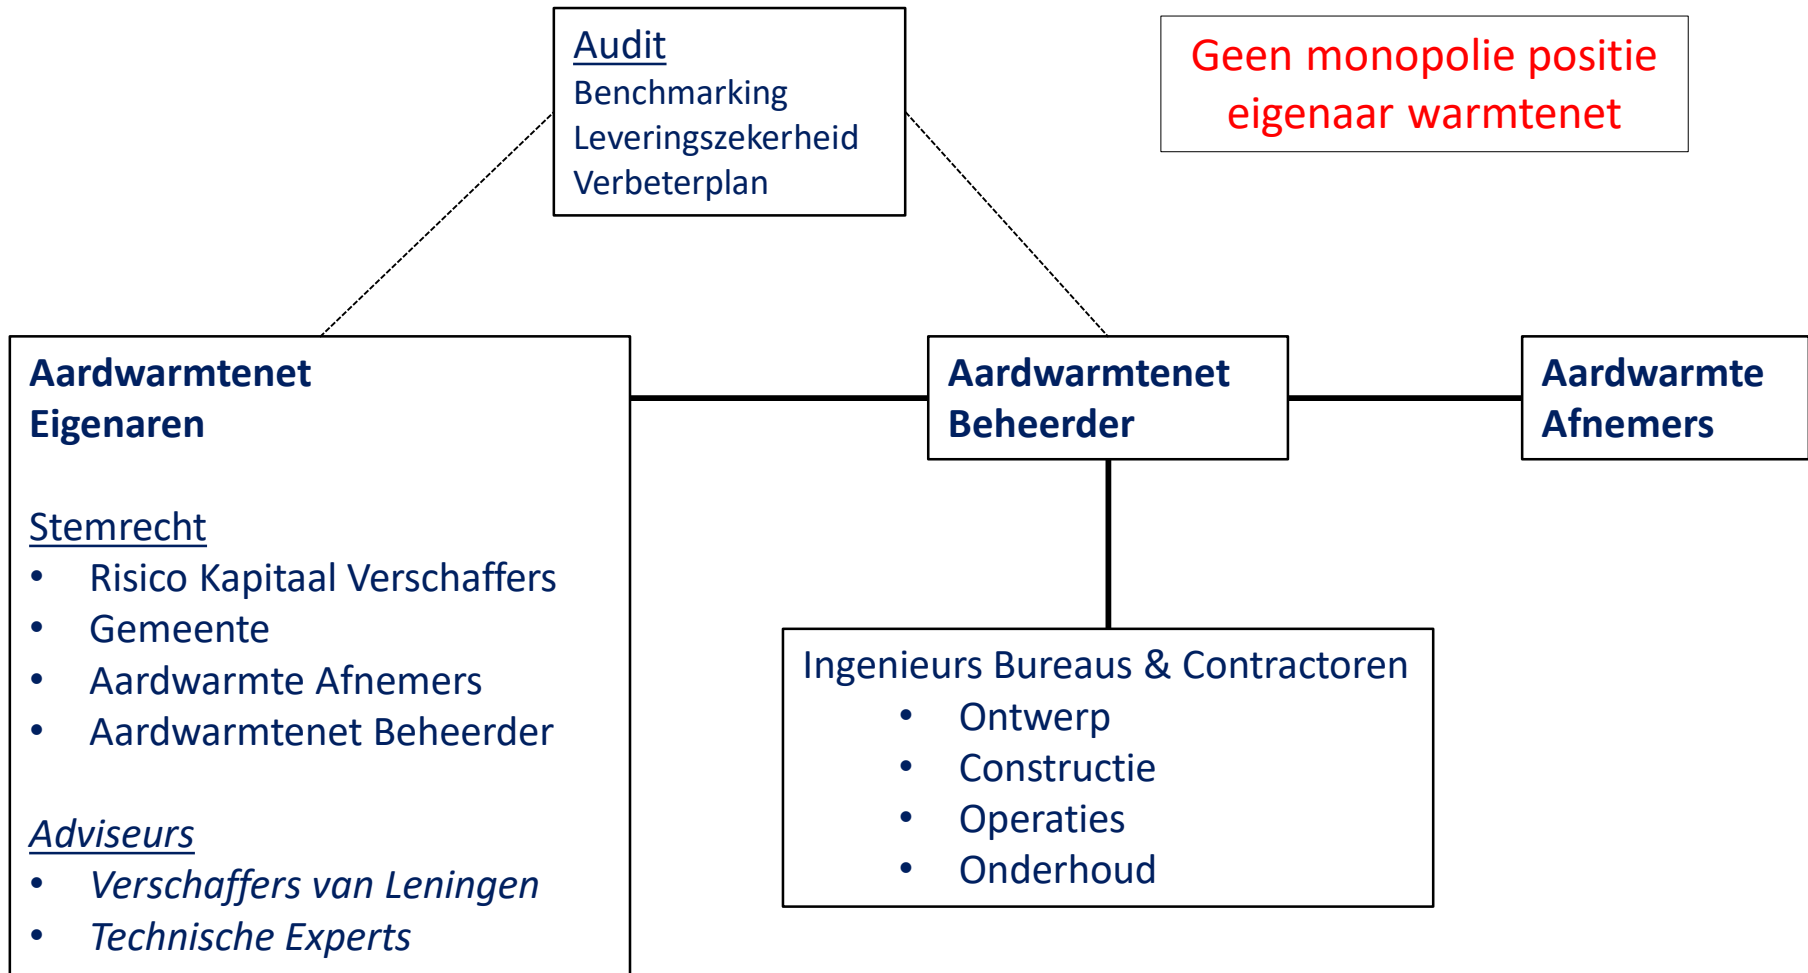 Audit
Benchmarking
Leveringszekerheid
Verbeterplan
Geen monopolie positie
eigenaar warmtenet
Aardwarmtenet
Eigenaren
Stemrecht
• Risico Kapitaal Verschaffers
• Gemeente
• Aardwarmte Afnemers
• Aardwarmtenet Beheerder
Adviseurs
• Verschaffers van Leningen
• Technische Experts
Aardwarmtenet
Beheerder
Aardwarmte
Afnemers
Ingenieurs Bureaus & Contractoren
• Ontwerp
• Constructie
• Operaties
• Onderhoud